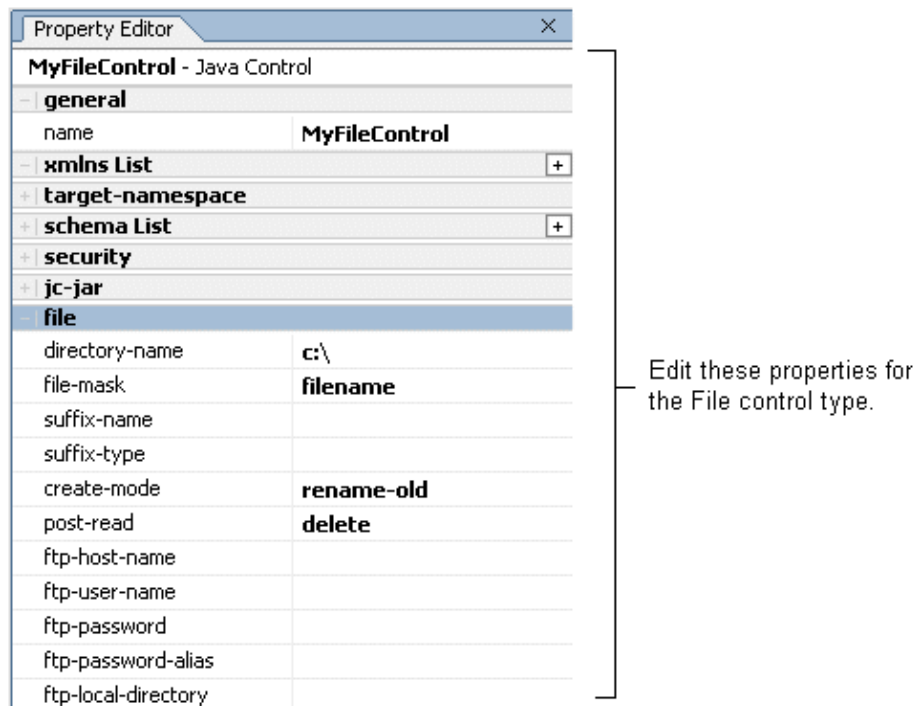 Property Editor
MyFileControl - Java Control
general
name MyFileControl
xmlns List
target-namespace
schema List
security
jc-jar
file
directory-name c:\
file-mask filename
suffix-name
suffix-type
create-mode rename-old
post-read delete
ftp-host-name
ftp-user-name
ftp-password
ftp-password-alias
ftp-local-directory
Edit these properties for
the File control type.